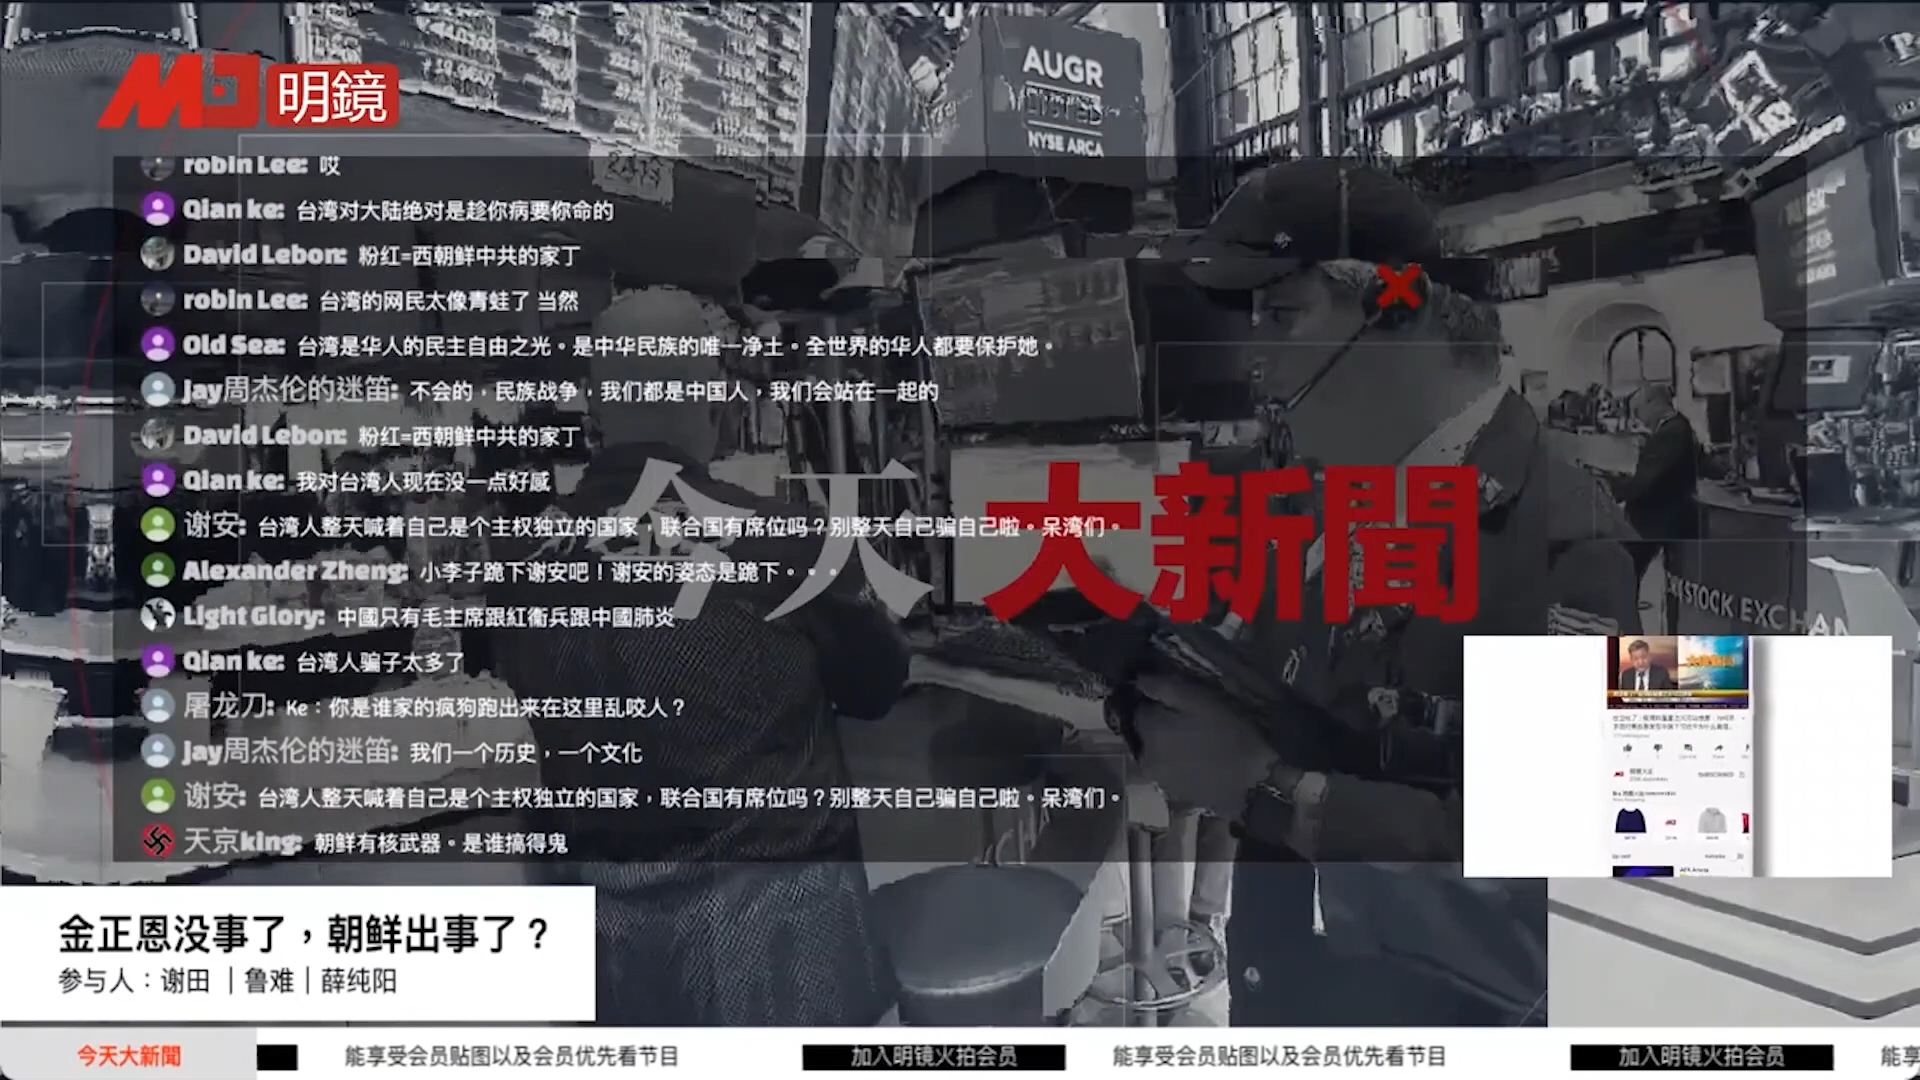 明鏡
AUGR
NYSE ARCA
robin Lee: 哎
Qian ke: 台湾对大陆绝对是趁你病要你命的
David Lebon: 粉红=西朝鲜中共的家丁
robin Lee: 台湾的网民太像青蛙了 当然
Old Sea: 台湾是华人的民主自由之光。是中华民族的唯一净土。全世界的华人都要保护她。
Jay周杰伦的迷笛: 不会的，民族战争，我们都是中国人，我们会站在一起的
David Lebon: 粉红=西朝鲜中共的家丁
Qian ke: 我对台湾人现在没一点好感
谢安: 台湾人整天喊着自己是个主权独立的国家，联合国有席位吗？别整天自己骗自己啦。呆湾们。
Alexander Zheng: 小李子跪下谢安吧！谢安的姿态是跪下。。。
Light Glory: 中國只有毛主席跟紅衛兵跟中國肺炎
Qian ke: 台湾人骗子太多了
屠龙刀: Ke：你是谁家的疯狗跑出来在这里乱咬人？
Jay周杰伦的迷笛: 我们一个历史，一个文化
谢安: 台湾人整天喊着自己是个主权独立的国家，联合国有席位吗？别整天自己骗自己啦。呆湾们。
天京king: 朝鲜有核武器。是谁搞得鬼
今天 大新聞
STOCK EXCHAN
金正恩没事了，朝鲜出事了？
参与人：谢田 | 鲁难 | 薛纯阳
今天大新聞 能享受会员贴图以及会员优先看节目 加入明镜火拍会员 能享受会员贴图以及会员优先看节目 加入明镜火拍会员 能享